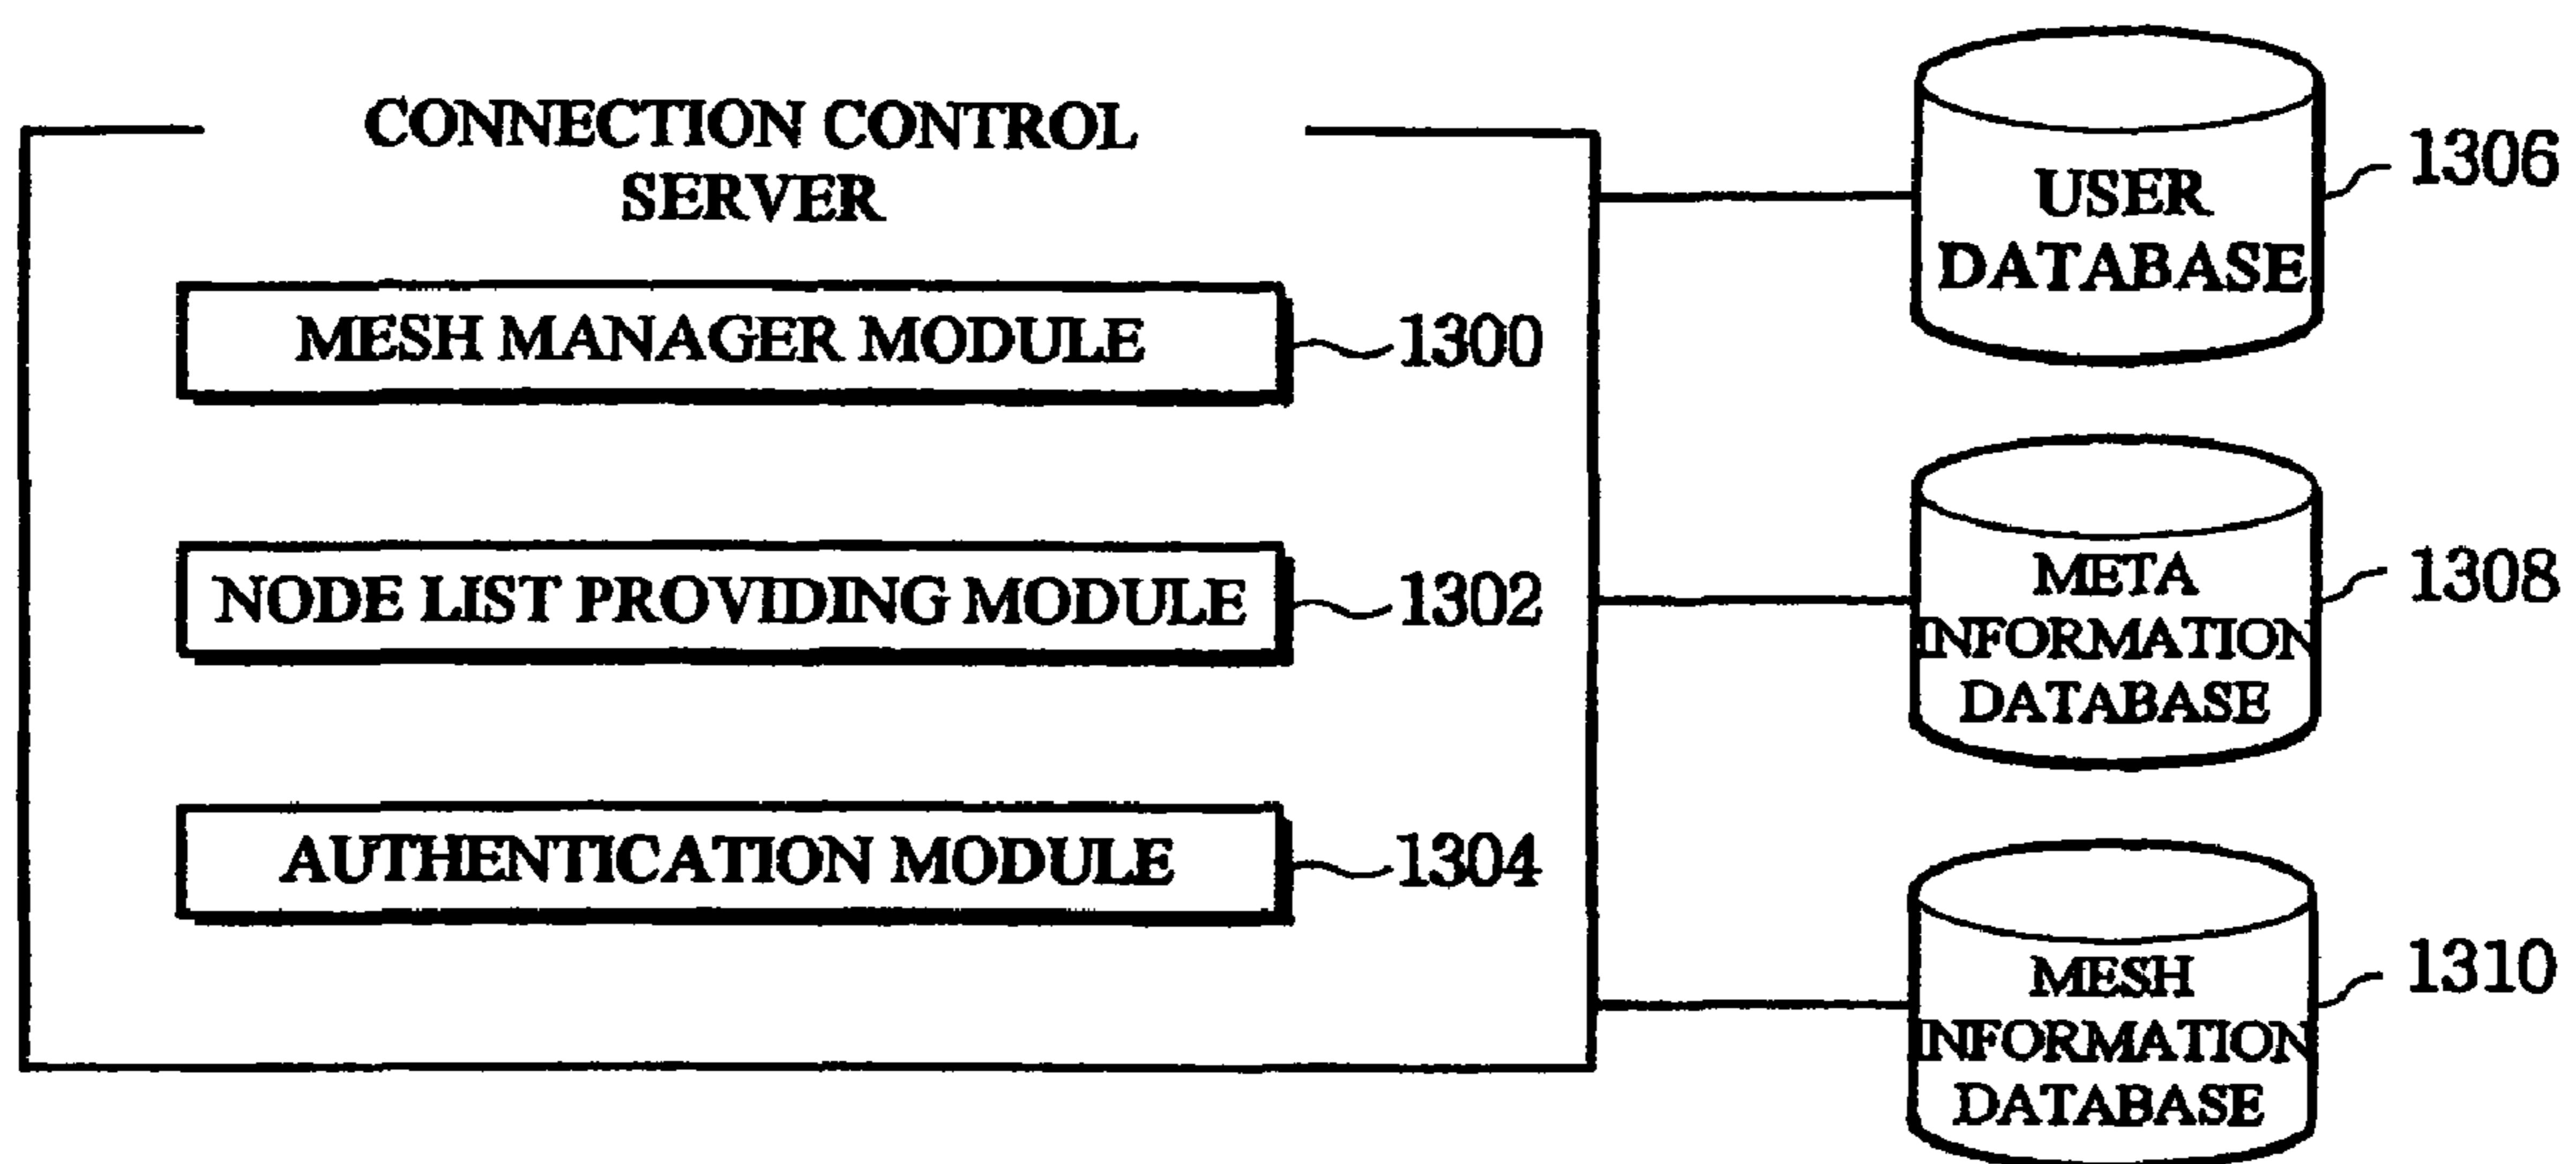 CONNECTION CONTROL
SERVER
MESH MANAGER MODULE
1300
NODE LIST PROVIDING MODULE
1302
AUTHENTICATION MODULE
1304
USER
DATABASE
1306
META
INFORMATION
DATABASE
1308
MESH
INFORMATION
DATABASE
1310